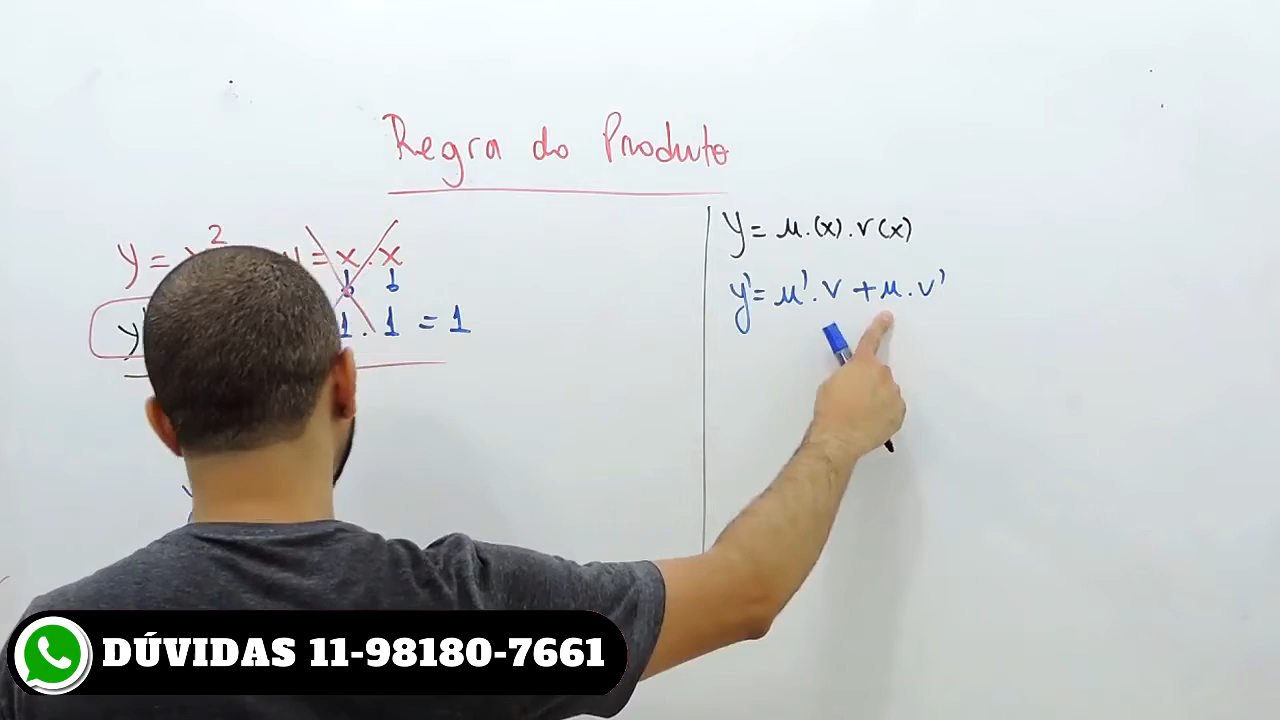 Regra do Produto
y = x² y = x . x
y'
1 . 1 = 1
y = μ.(x).v(x)
y' = μ'.v + μ.v'
DÚVIDAS 11-98180-7661